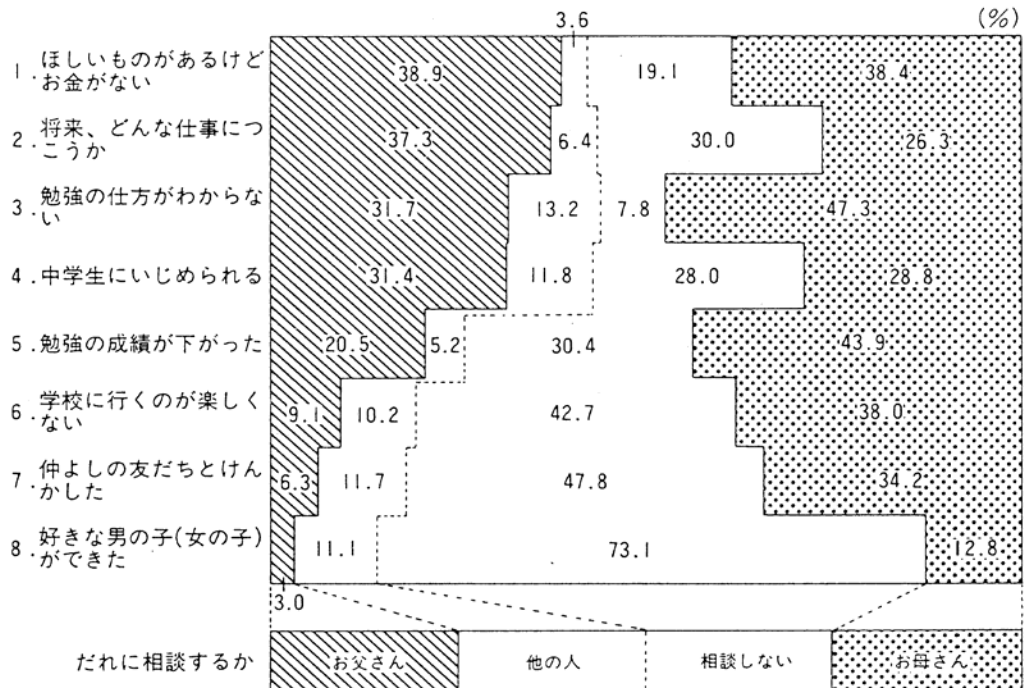 (%)
3.6
1. ほしいものがあるけど
お金がない
38.9 19.1 38.4
2. 将来、どんな仕事につ
こうか
37.3 6.4 30.0 26.3
3. 勉強の仕方がわからな
い
31.7 13.2 7.8 47.3
4. 中学生にいじめられる
31.4 11.8 28.0 28.8
5. 勉強の成績が下がった
20.5 5.2 30.4 43.9
6. 学校に行くのが楽しく
ない
9.1 10.2 42.7 38.0
7. 仲よしの友だちとけん
かした
6.3 11.7 47.8 34.2
8. 好きな男の子(女の子)
ができた
11.1 73.1 12.8
3.0
だれに相談するか お父さん 他の人 相談しない お母さん